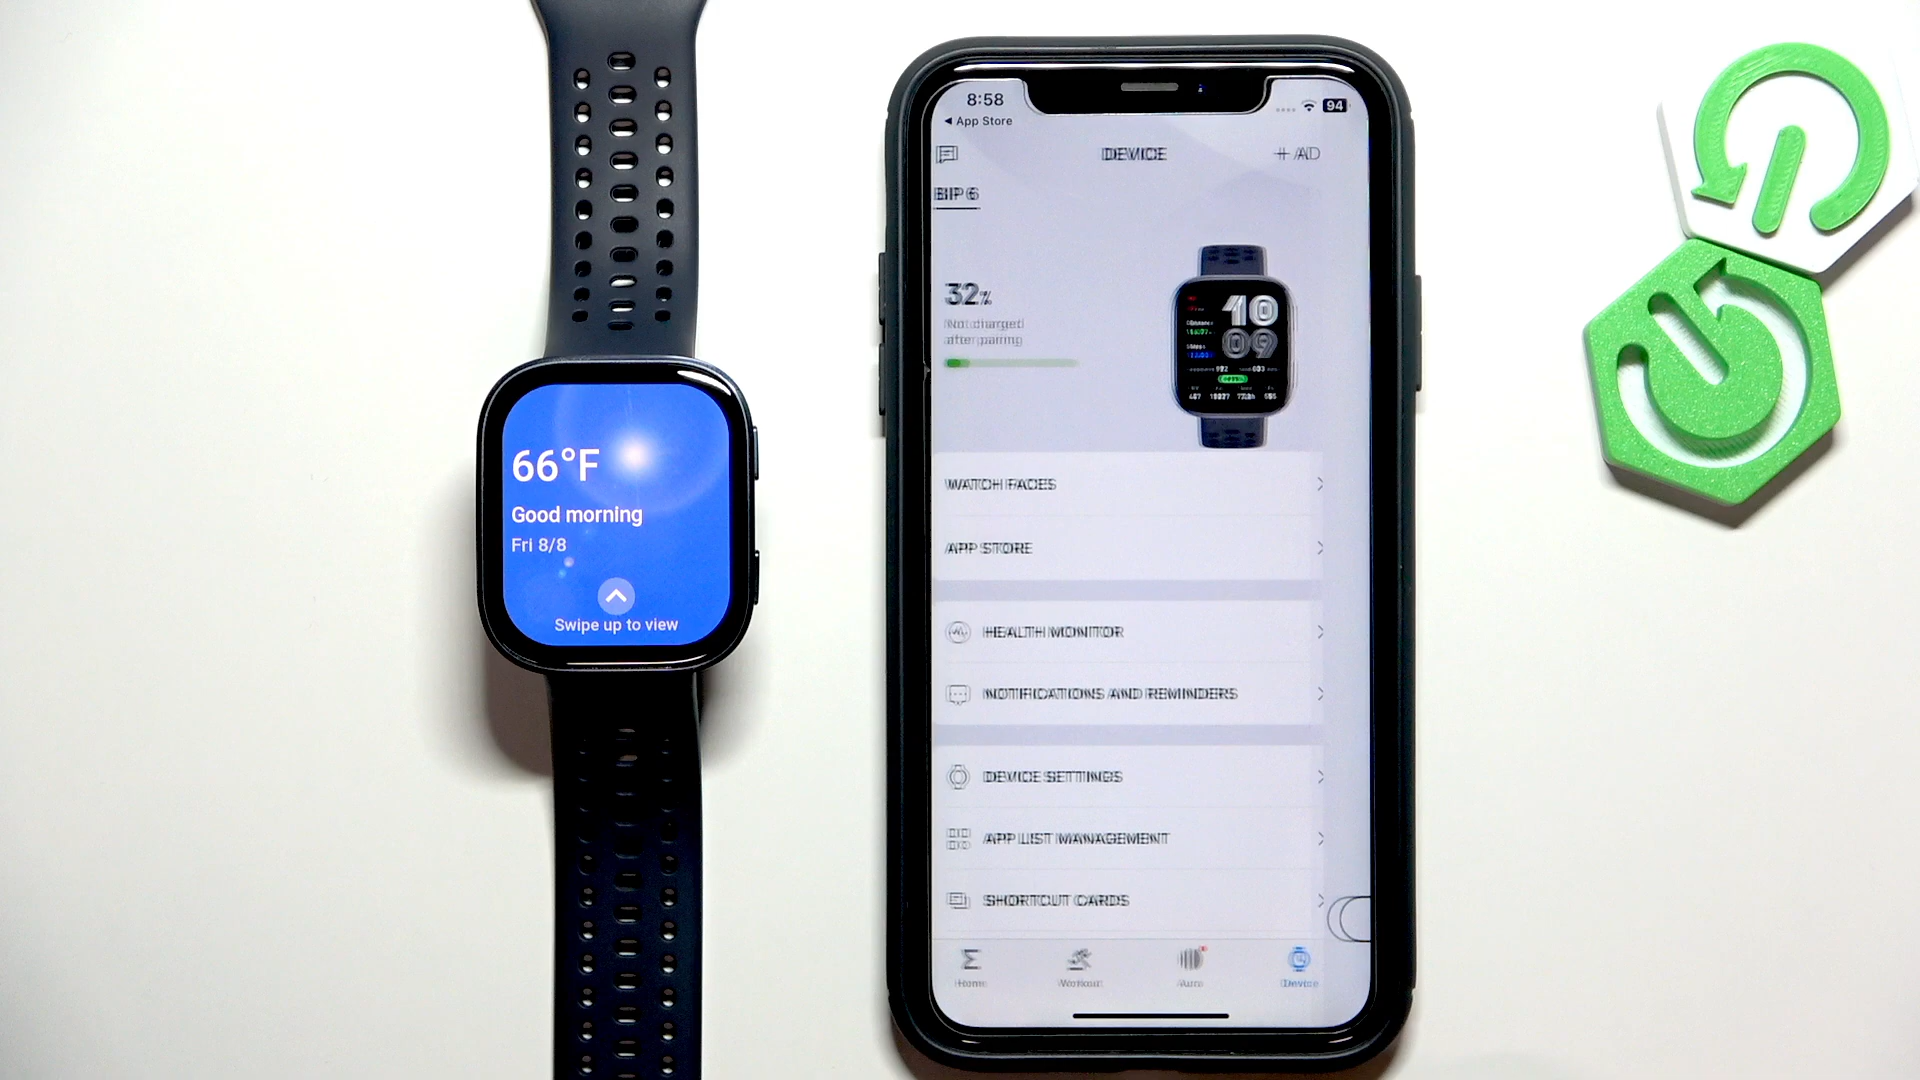 66°F
Good morning
Fri 8/8
Swipe up to view
8:58
94
App Store
DEVICE
+ AD
BIP 6
32%
Not charged
after pairing
10
09
WATCH FACES
APP STORE
HEALTH MONITOR
NOTIFICATIONS AND REMINDERS
DEVICE SETTINGS
APP LIST MANAGEMENT
SHORTCUT CARDS
Home
Workout
Aura
Device